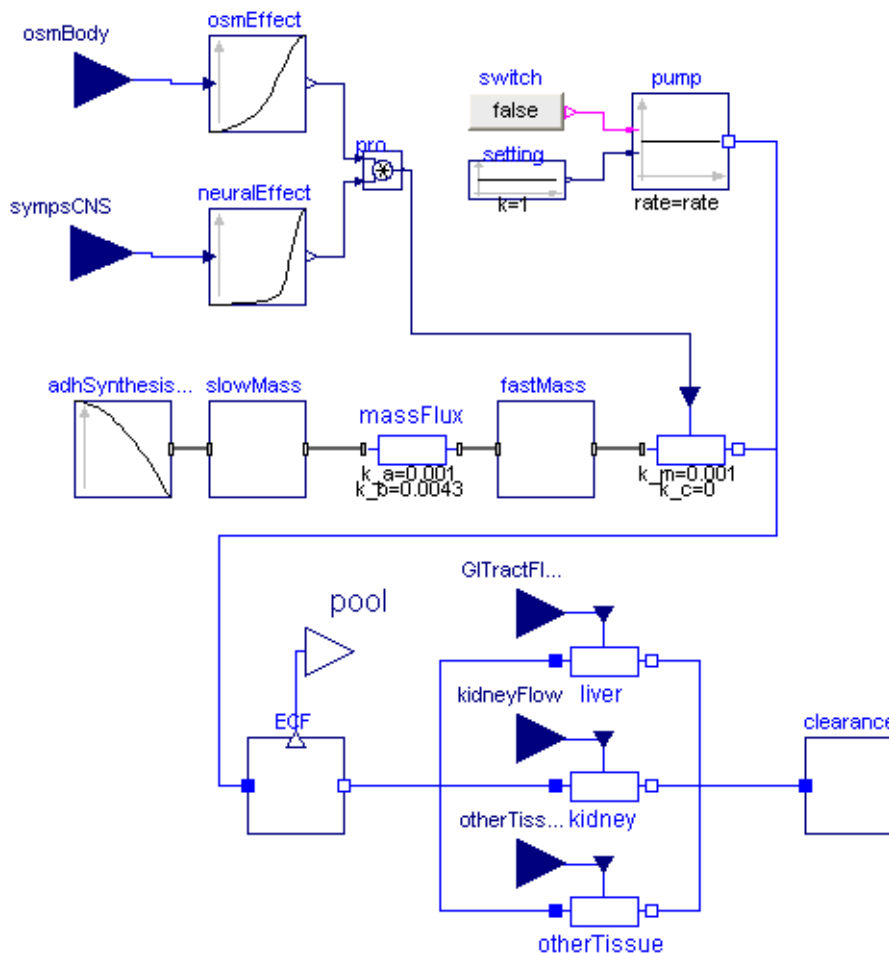 osmBody
osmEffect
switch
pump
false
pro
setting
k=1
rate=rate
sympsCNS
neuralEffect
adhSynthesis...
slowMass
massFlux
fastMass
k_a=0.001
k_b=0.0043
k_m=0.001
k_c=0
GITractFl...
pool
kidneyFlow
liver
ECF
clearance
otherTiss...
kidney
otherTissue